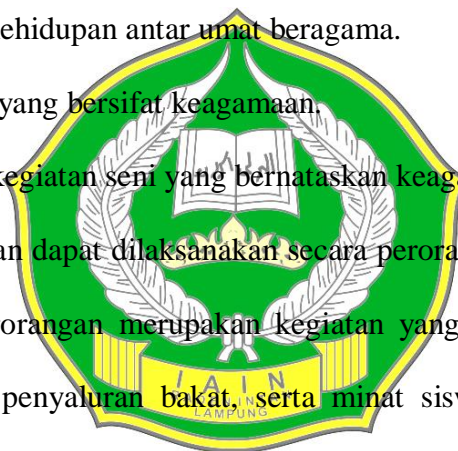 ehidupan antar umat beragama.
yang bersifat keagamaan.
kegiatan seni yang bernataskan keaga
an dapat dilaksanakan secara perora
orangan merupakan kegiatan yang
I A I N
LAMPUNG
penyaluran bakat, serta minat sisw